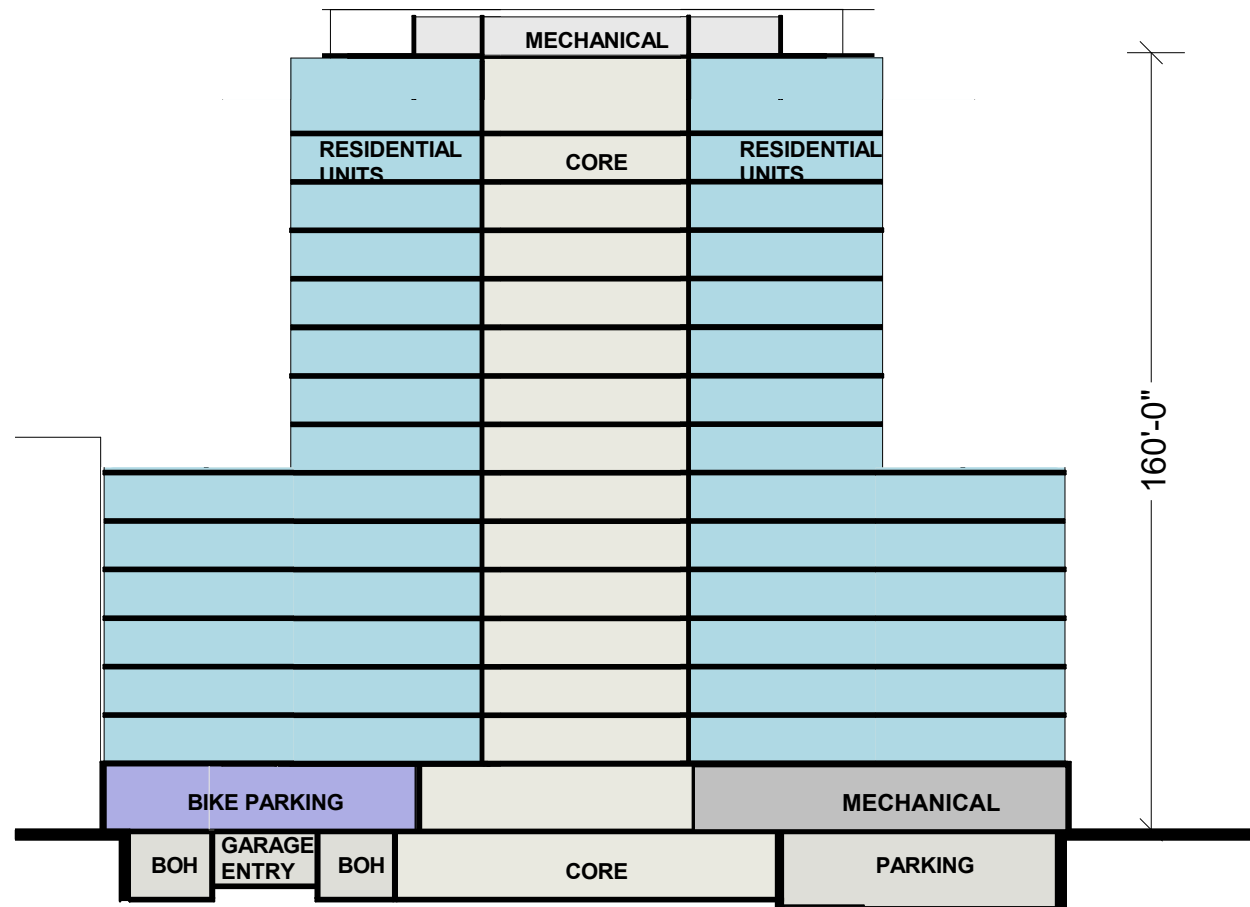 MECHANICAL
RESIDENTIAL
UNITS
CORE
RESIDENTIAL
UNITS
160'-0"
BIKE PARKING
MECHANICAL
BOH
GARAGE
ENTRY
BOH
CORE
PARKING